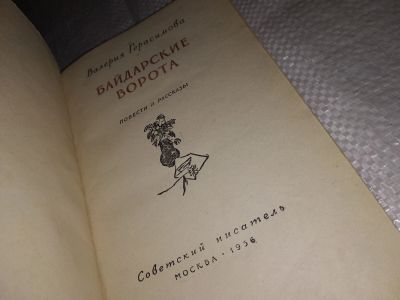 Валерия Герасимова
БАЙДАРСКИЕ
ВОРОТА
ПОВЕСТИ И РАССКАЗЫ
Советский писатель
МОСКВА • 1956